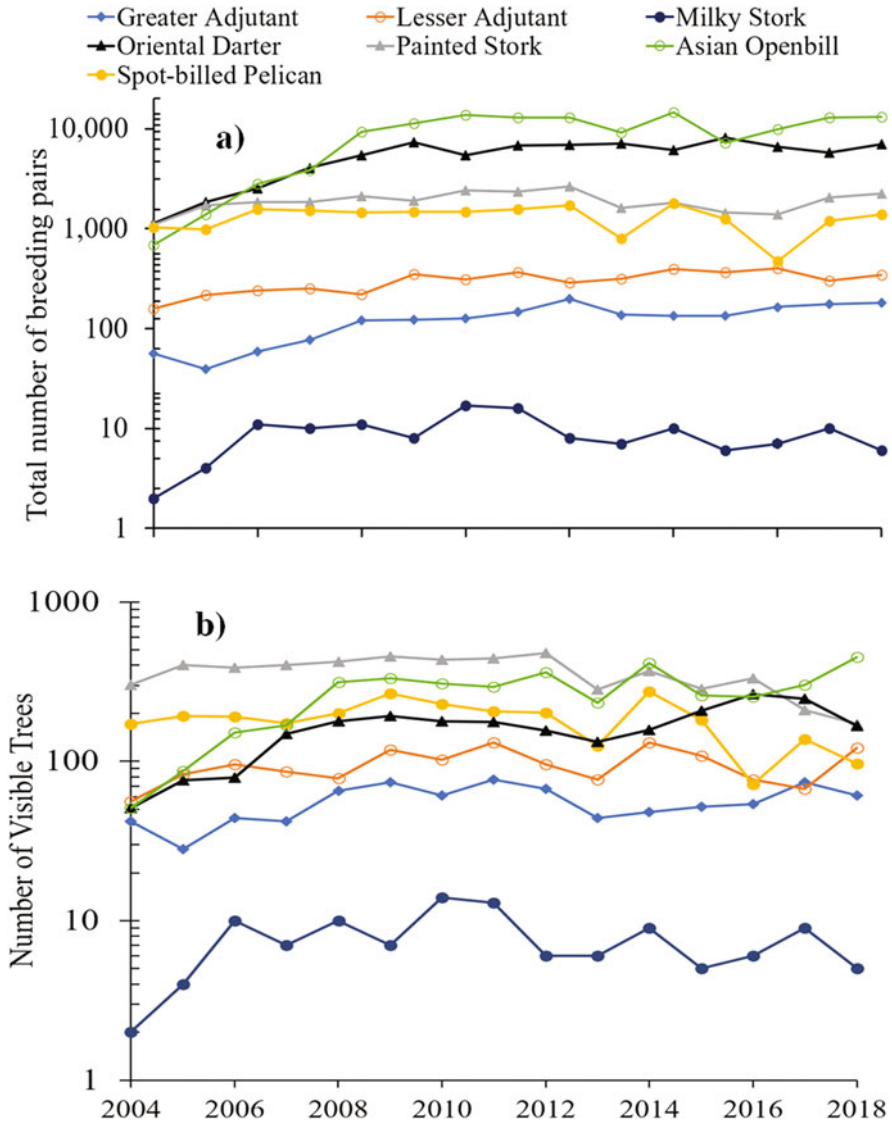 Greater Adjutant Lesser Adjutant Milky Stork
Oriental Darter Painted Stork Asian Openbill
Spot-billed Pelican
a)
Total number of breeding pairs
10,000
1,000
100
10
1
b)
Number of Visible Trees
1000
100
10
1
2004 2006 2008 2010 2012 2014 2016 2018